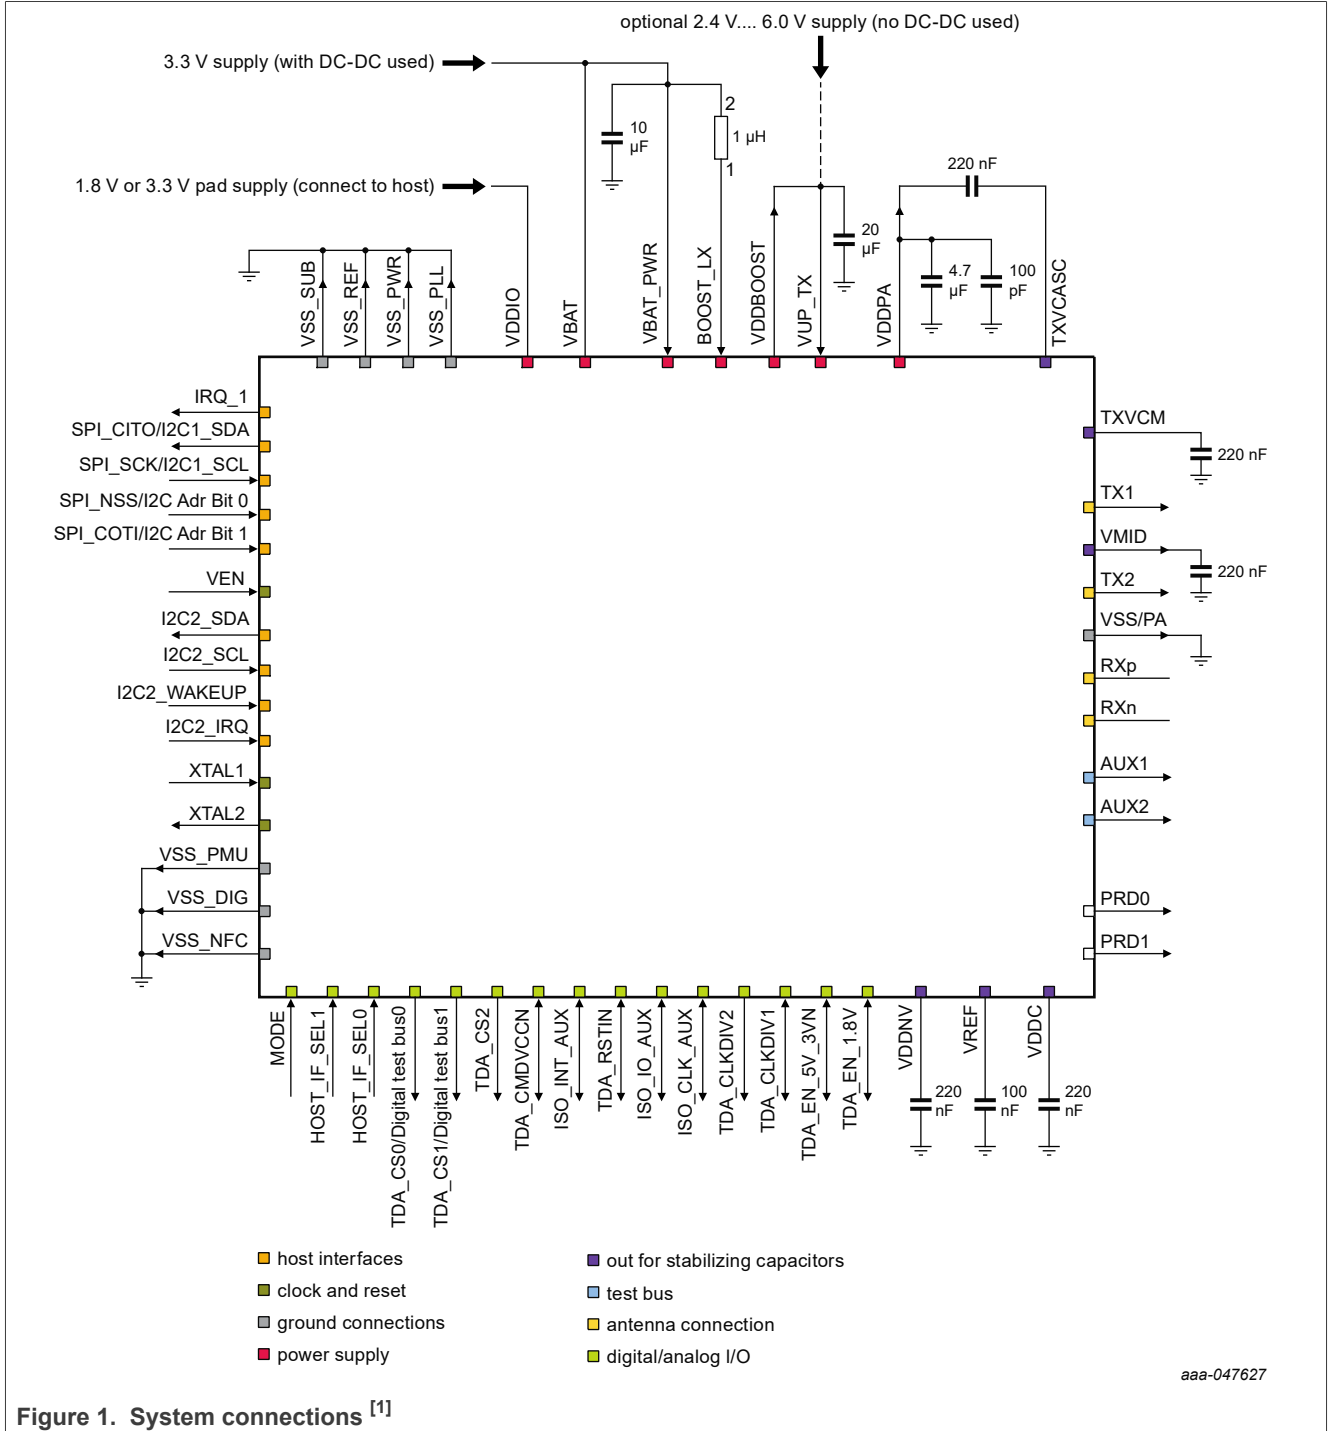 optional 2.4 V.... 6.0 V supply (no DC-DC used)
3.3 V supply (with DC-DC used)
10
µF
2
1 µH
1
220 nF
1.8 V or 3.3 V pad supply (connect to host)
20
µF
4.7
µF
100
pF
VSS_SUB
VSS_REF
VSS_PWR
VSS_PLL
VDDIO
VBAT
VBAT_PWR
BOOST_LX
VDDBOOST
VUP_TX
VDDPA
TXVCASC
IRQ_1
SPI_CITO/I2C1_SDA
SPI_SCK/I2C1_SCL
SPI_NSS/I2C Adr Bit 0
SPI_COTI/I2C Adr Bit 1
VEN
I2C2_SDA
I2C2_SCL
I2C2_WAKEUP
I2C2_IRQ
XTAL1
XTAL2
VSS_PMU
VSS_DIG
VSS_NFC
TXVCM
220 nF
TX1
VMID
220 nF
TX2
VSS/PA
RXp
RXn
AUX1
AUX2
PRD0
PRD1
MODE
HOST_IF_SEL1
HOST_IF_SEL0
TDA_CS0/Digital test bus0
TDA_CS1/Digital test bus1
TDA_CS2
TDA_CMDVCCN
ISO_INT_AUX
TDA_RSTIN
ISO_IO_AUX
ISO_CLK_AUX
TDA_CLKDIV2
TDA_CLKDIV1
TDA_EN_5V_3VN
TDA_EN_1.8V
VDDNV
VREF
VDDC
220
nF
100
nF
220
nF
host interfaces
clock and reset
ground connections
power supply
out for stabilizing capacitors
test bus
antenna connection
digital/analog I/O
aaa-047627
Figure 1. System connections [1]